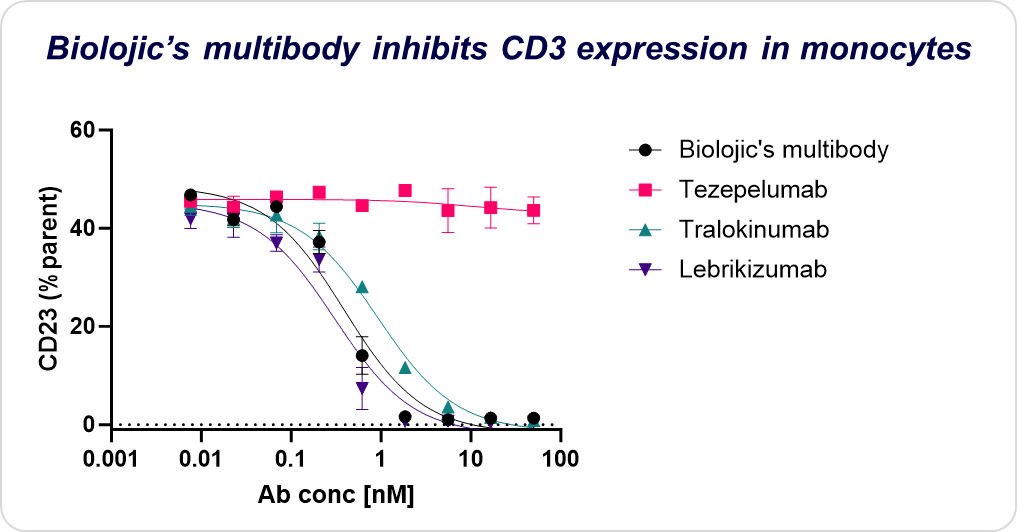 Biolojic’s multibody inhibits CD3 expression in monocytes
60
40
20
0
CD23 (% parent)
0.001
0.01
0.1
1
10
100
Ab conc [nM]
Biolojic's multibody
Tezepelumab
Tralokinumab
Lebrikizumab